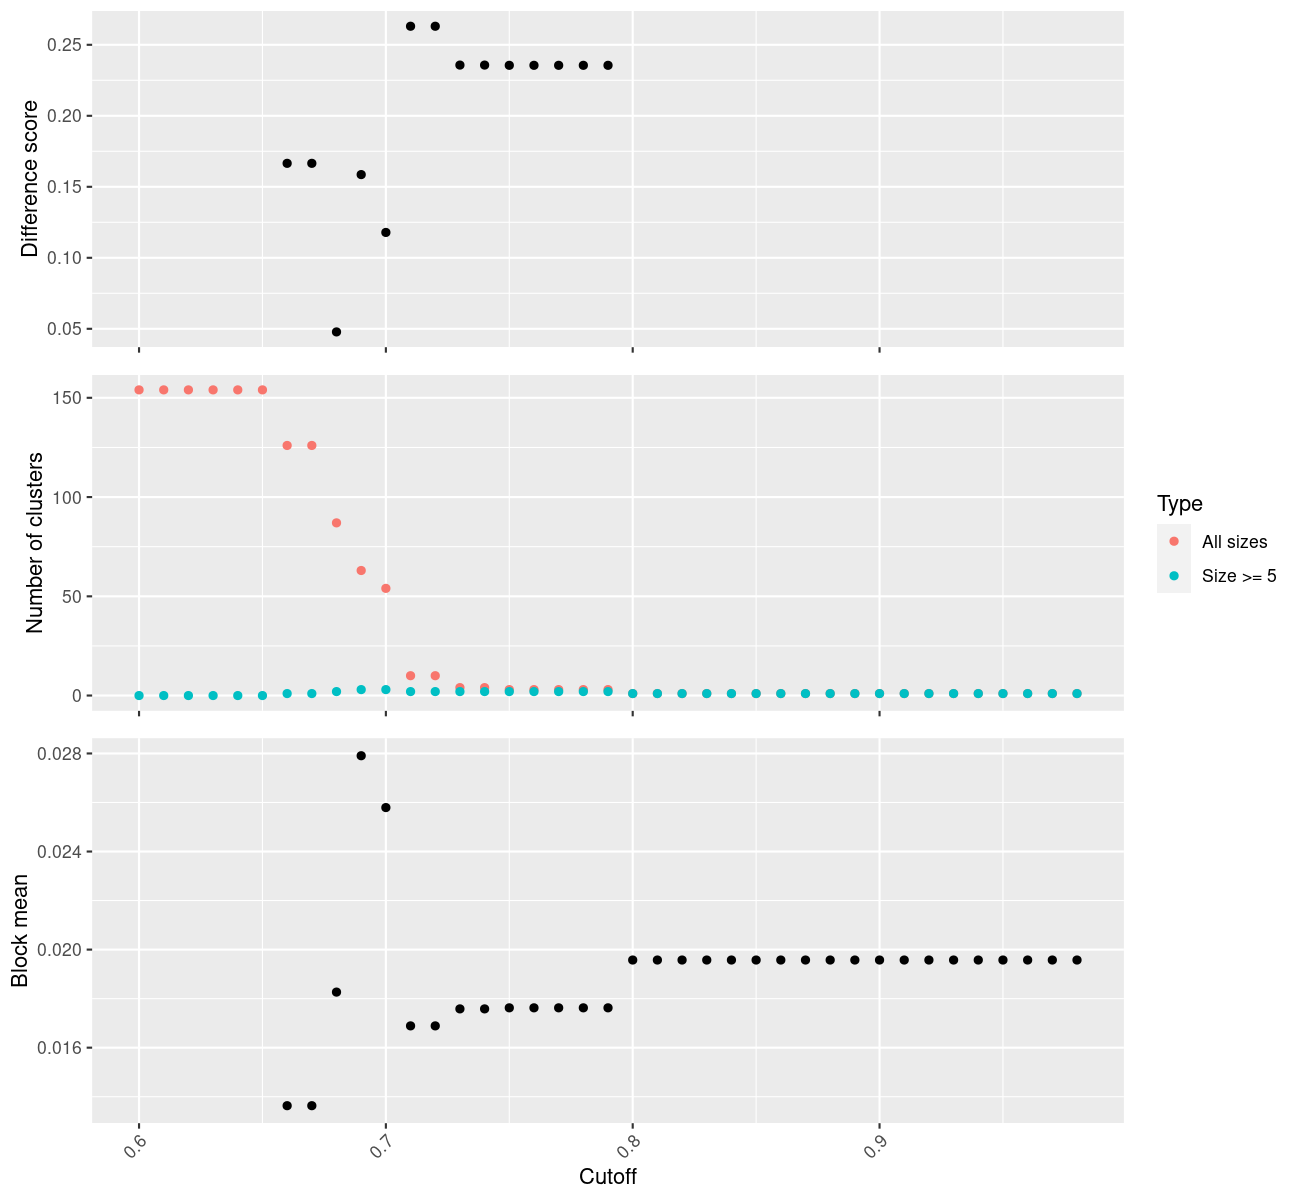 0.25
0.20
0.15
0.10
0.05
Difference score
150
100
50
0
Number of clusters
Type
All sizes
Size >= 5
0.028
0.024
0.020
0.016
Block mean
0.6
0.7
0.8
0.9
Cutoff